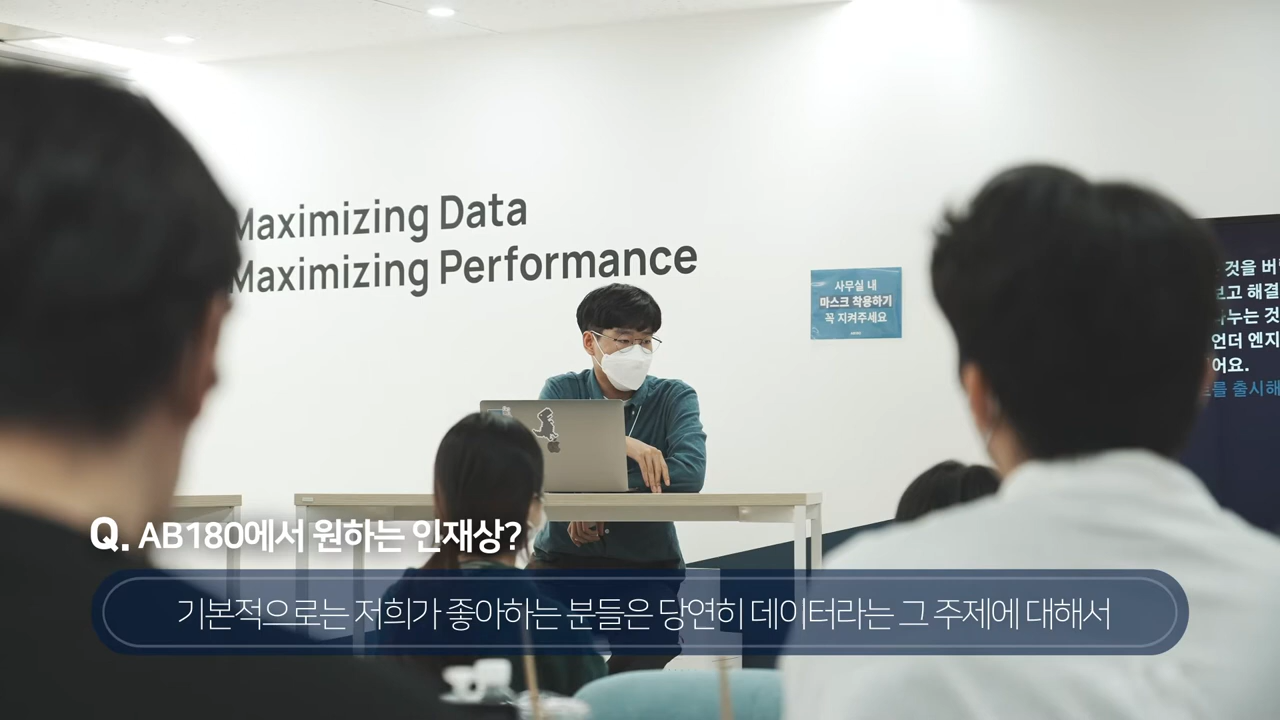 Maximizing Data
Maximizing Performance
사무실 내
마스크 착용하기
꼭 지켜주세요
것을 버
보고 해결
나누는 것
언더 엔지
어요.
를 출시해
Q. AB180에서 원하는 인재상?
기본적으로는 저희가 좋아하는 분들은 당연히 데이터라는 그 주제에 대해서